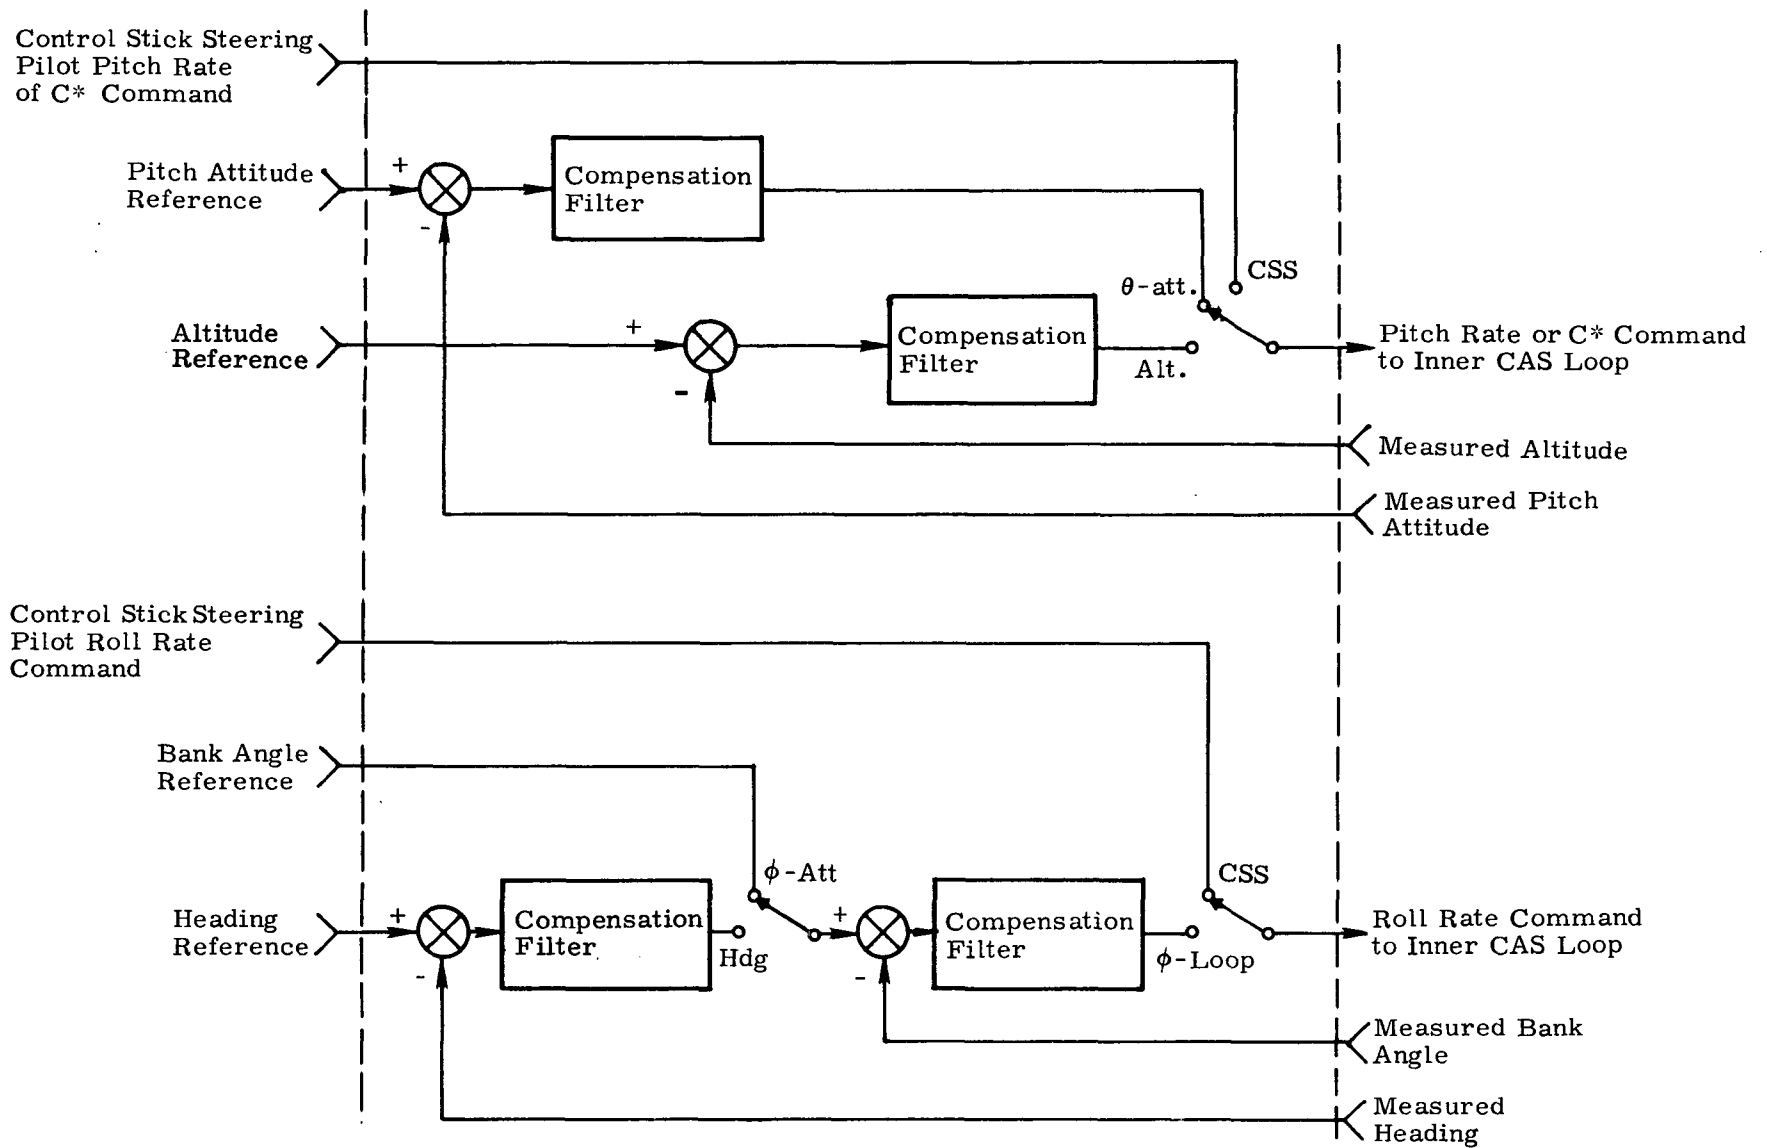 Control Stick Steering
Pilot Pitch Rate
of C* Command
Pitch Attitude
Reference
+
-
Compensation
Filter
CSS
θ-att.
Altitude
Reference
+
-
Compensation
Filter
Alt.
Pitch Rate or C* Command
to Inner CAS Loop
Measured Altitude
Measured Pitch
Attitude
Control Stick Steering
Pilot Roll Rate
Command
Bank Angle
Reference
ϕ-Att
CSS
Heading
Reference
+
-
Compensation
Filter
Hdg
+
-
Compensation
Filter
ϕ-Loop
Roll Rate Command
to Inner CAS Loop
Measured Bank
Angle
Measured
Heading